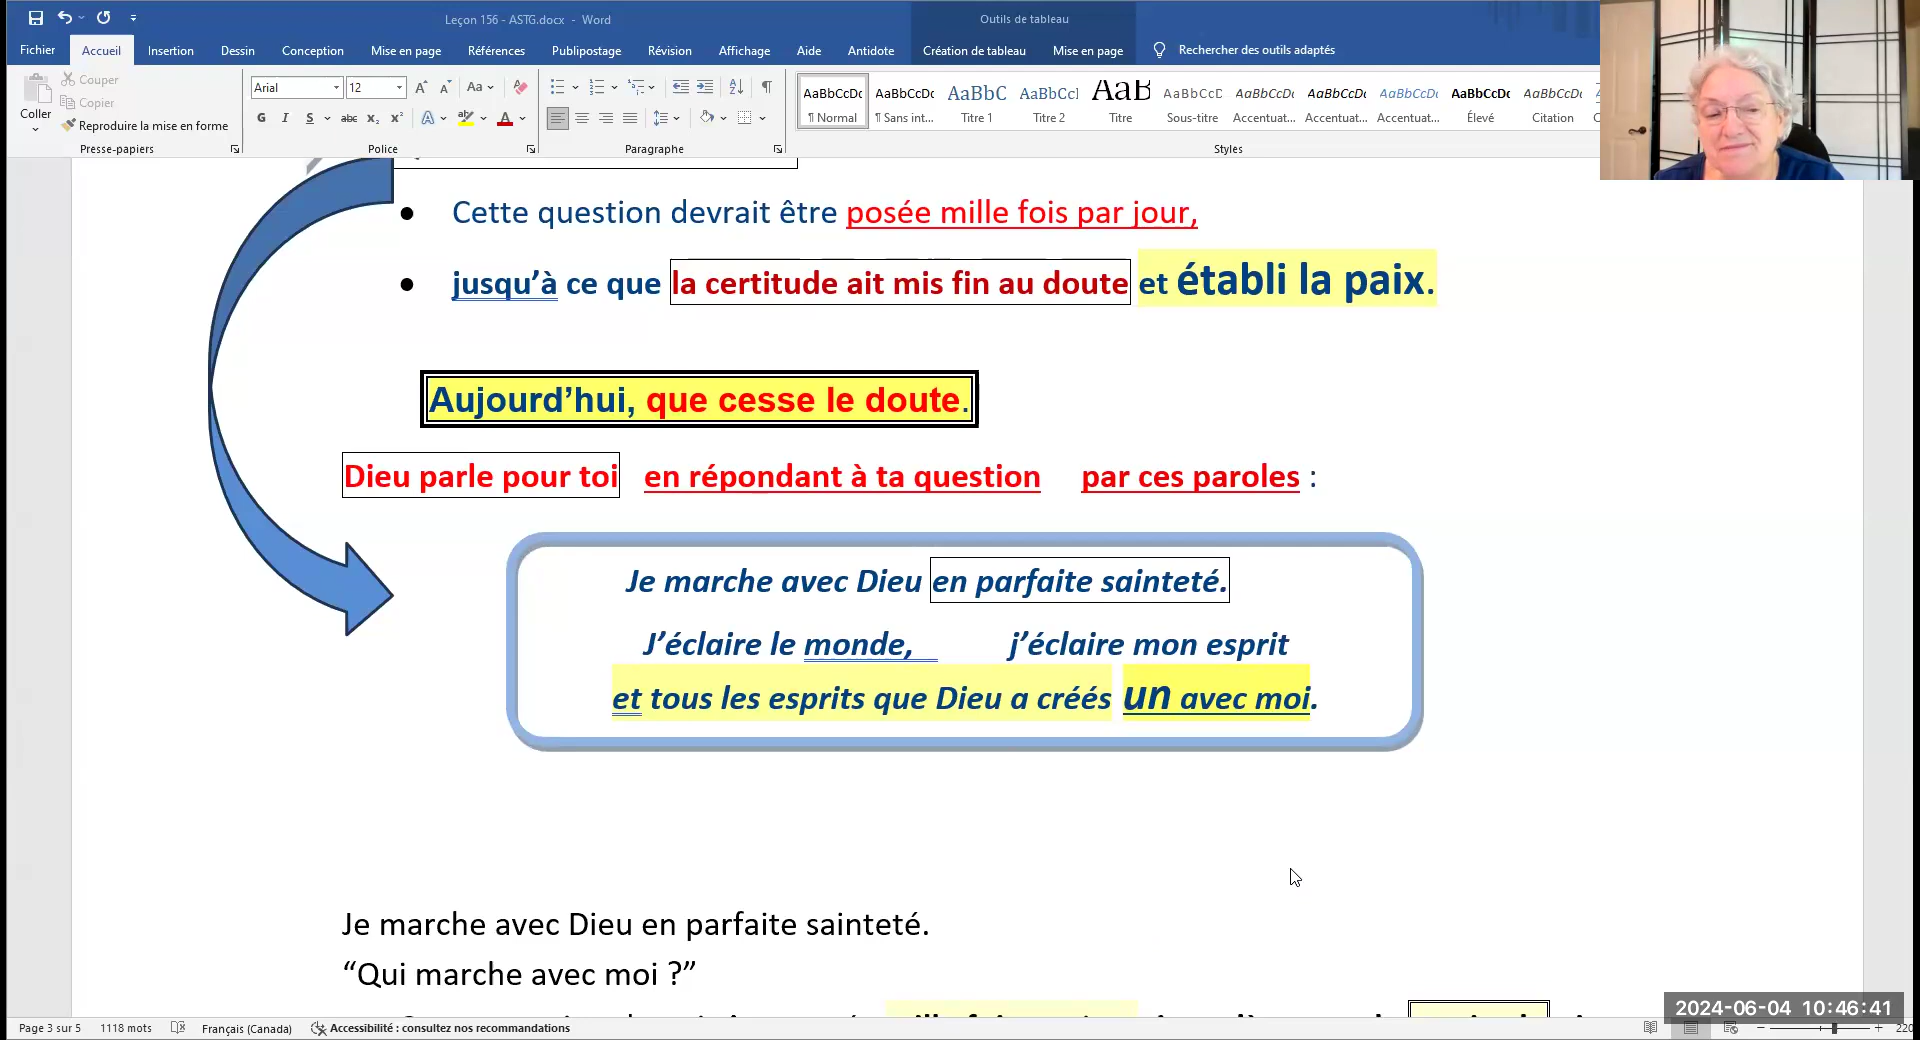 Leçon 156 - ASTG.docx - Word
Outils de tableau
Fichier Accueil Insertion Dessin Conception Mise en page Références Publipostage Révision Affichage Aide Antidote Création de tableau Mise en page Rechercher des outils adaptés
Couper
Copier
Coller
Reproduire la mise en forme
Presse-papiers
Arial 12
G I S abc x₂ x²
Police
Paragraphe
AaBbCcDc AaBbCcDc AaBbC AaBbCcI AaB AaBbCcD AaBbCcDc AaBbCcDc AaBbCcDc AaBbCcDc AaBbCcDc
¶ Normal ¶ Sans int... Titre 1 Titre 2 Titre Sous-titre Accentuat... Accentuat... Accentuat... Élevé Citation
Styles
• Cette question devrait être posée mille fois par jour,
• jusqu’à ce que la certitude ait mis fin au doute et établi la paix.
Aujourd’hui, que cesse le doute.
Dieu parle pour toi en répondant à ta question par ces paroles :
Je marche avec Dieu en parfaite sainteté.
J’éclaire le monde, j’éclaire mon esprit
et tous les esprits que Dieu a créés un avec moi.
Je marche avec Dieu en parfaite sainteté.
“Qui marche avec moi ?”
2024-06-04 10:46:41
Page 3 sur 5 1118 mots Français (Canada) Accessibilité : consultez nos recommandations